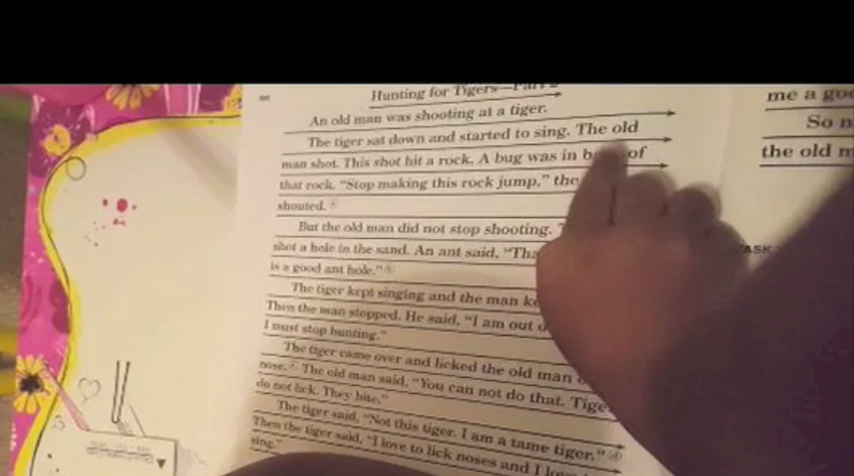 Hunting for Tigers—Part
An old man was shooting at a tiger.
The tiger sat down and started to sing. The old
man shot. This shot hit a rock. A bug was in of
that rock. "Stop making this rock jump," the
shouted.
But the old man did not stop shooting.
shot a hole in the sand. An ant said,
is a good ant hole."
The tiger kept singing and the man
Then the man stopped. He said, "I am out
I must stop hunting."
The tiger came over and licked the old man
nose. The old man said, "You can not do that.
do not lick. They bite."
The tiger said, "Not this tiger. I am a tame tiger."
Then the tiger said, "I love to lick noses and I
sing."
me a
So
the old